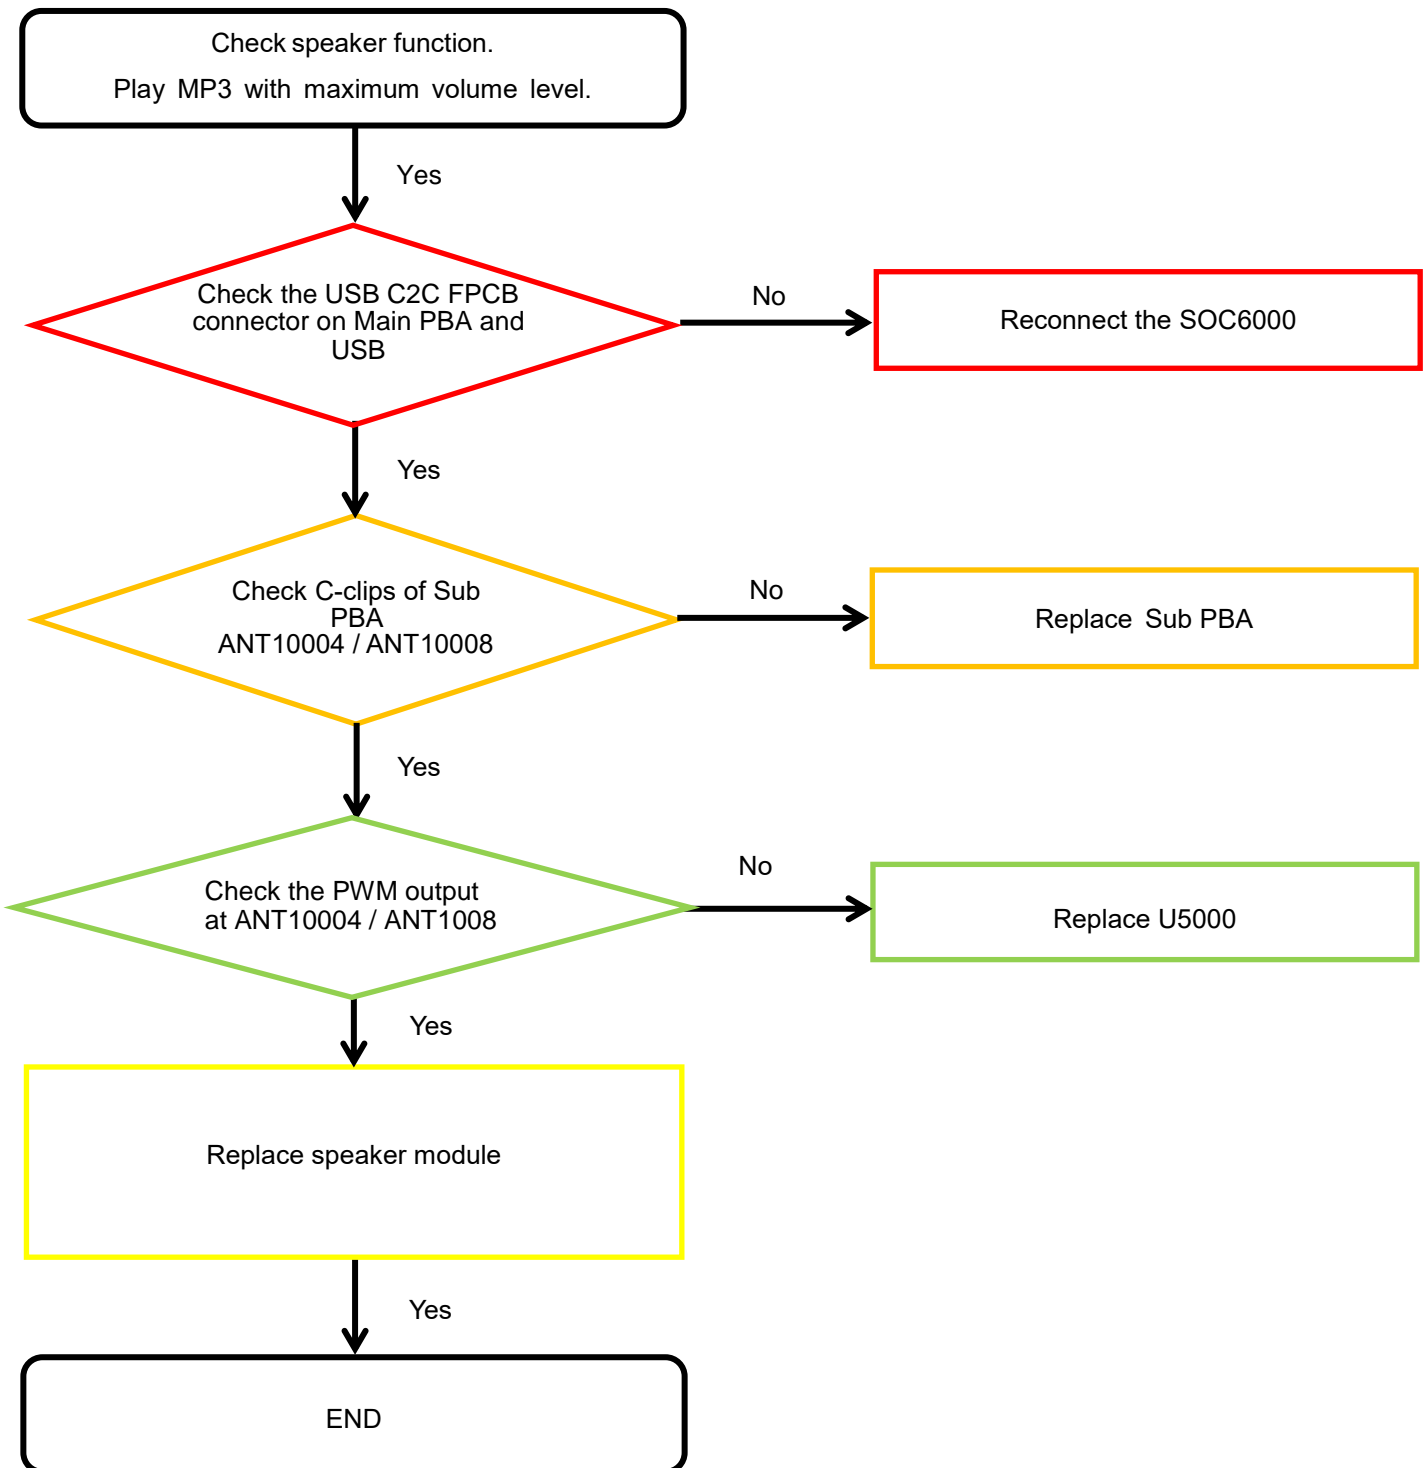 Check speaker function.
Play MP3 with maximum volume level.
Yes
Check the USB C2C FPCB
connector on Main PBA and
USB
No
Reconnect the SOC6000
Yes
Check C-clips of Sub
PBA
ANT10004 / ANT10008
No
Replace Sub PBA
Yes
Check the PWM output
at ANT10004 / ANT1008
No
Replace U5000
Yes
Replace speaker module
Yes
END